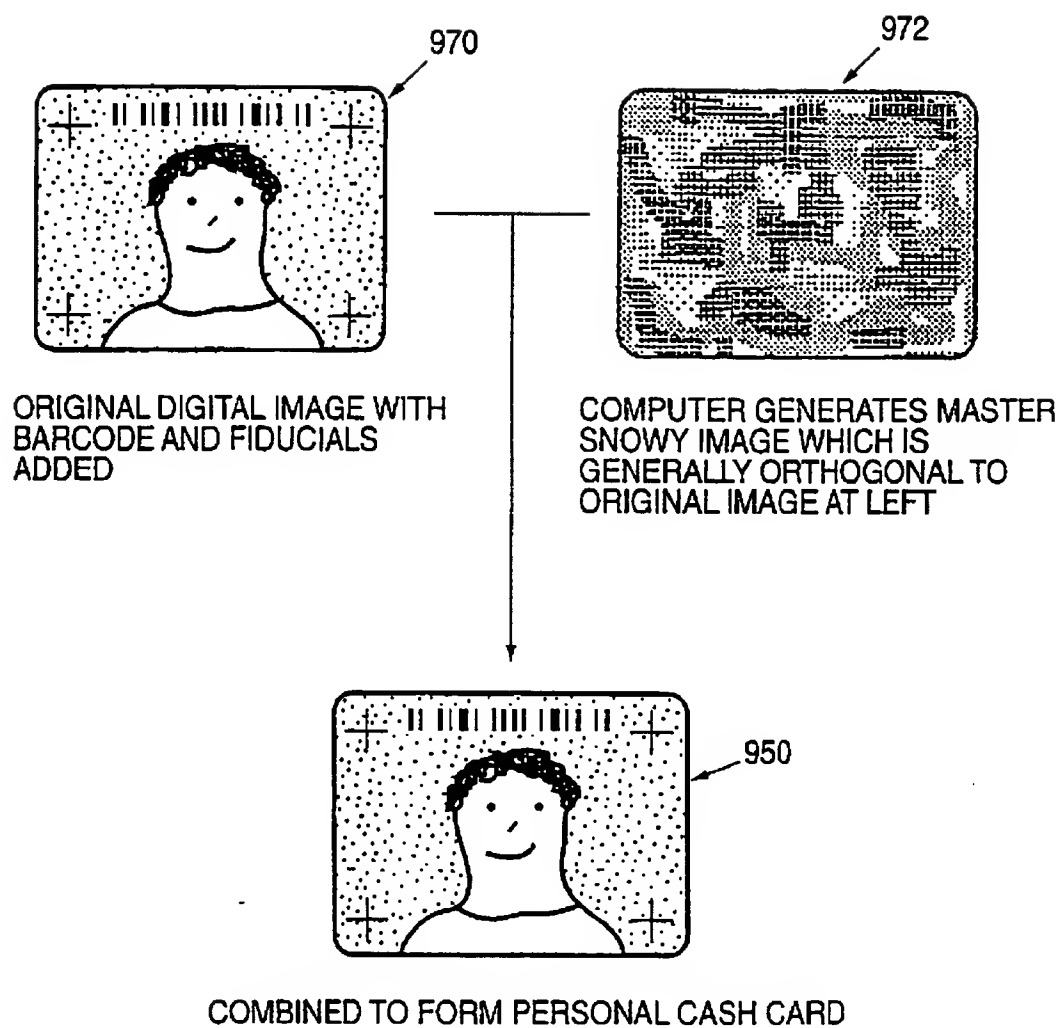 970
972
ORIGINAL DIGITAL IMAGE WITH
BARCODE AND FIDUCIALS
ADDED
COMPUTER GENERATES MASTER
SNOWY IMAGE WHICH IS
GENERALLY ORTHOGONAL TO
ORIGINAL IMAGE AT LEFT
950
COMBINED TO FORM PERSONAL CASH CARD